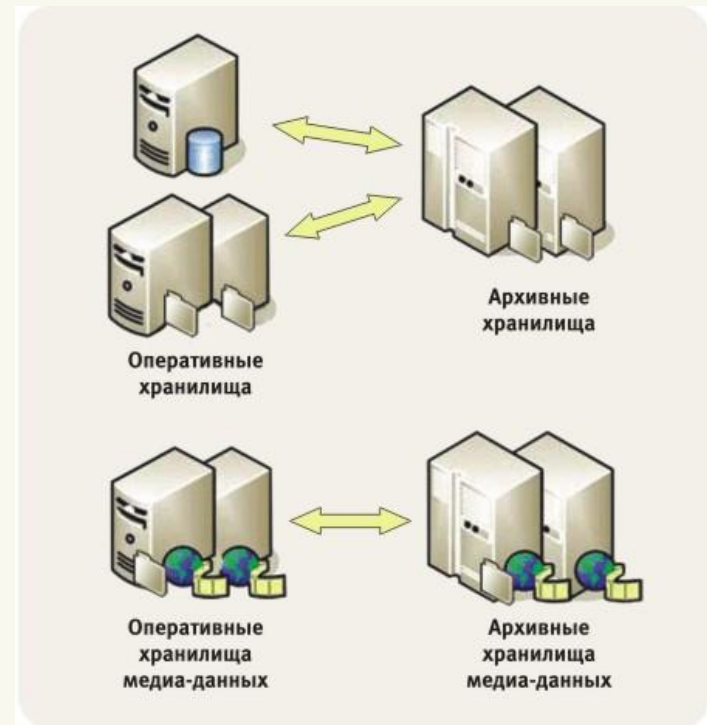 Архивные
хранилища
Оперативные
хранилища
Оперативные
хранилища
медиа-данных
Архивные
хранилища
медиа-данных